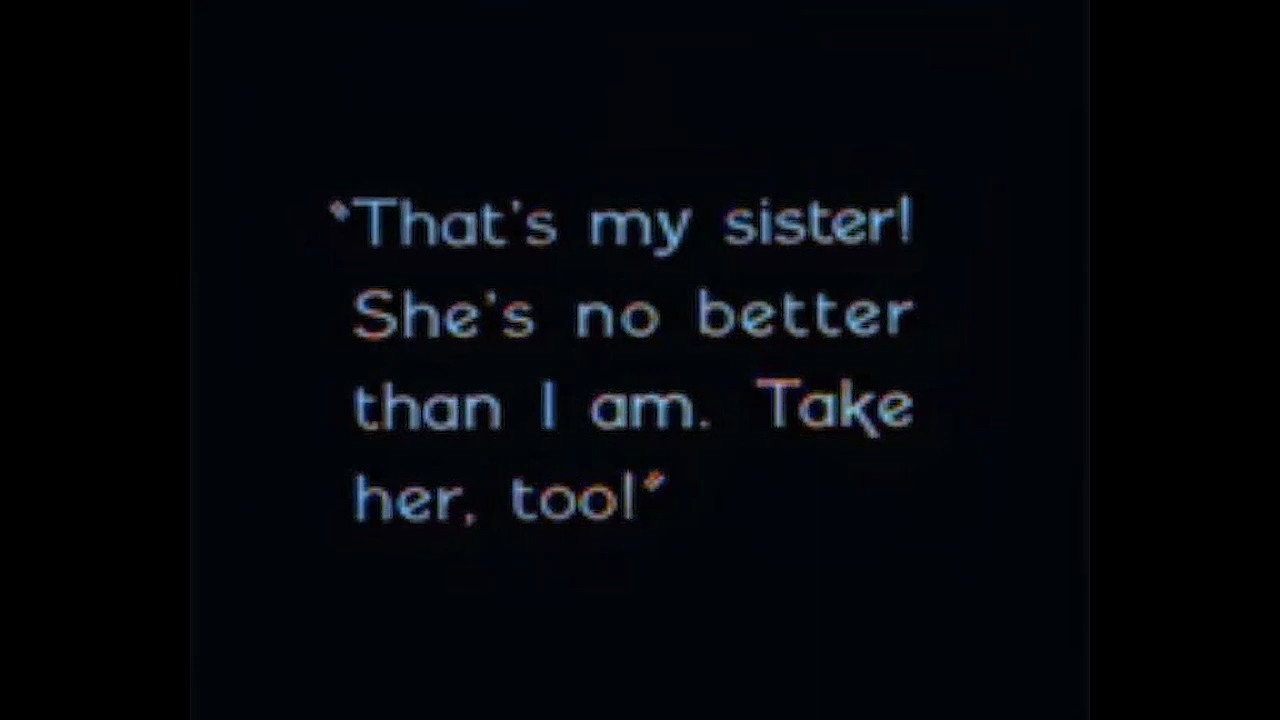 "That's my sister!
She's no better
than I am. Take
her, too!"